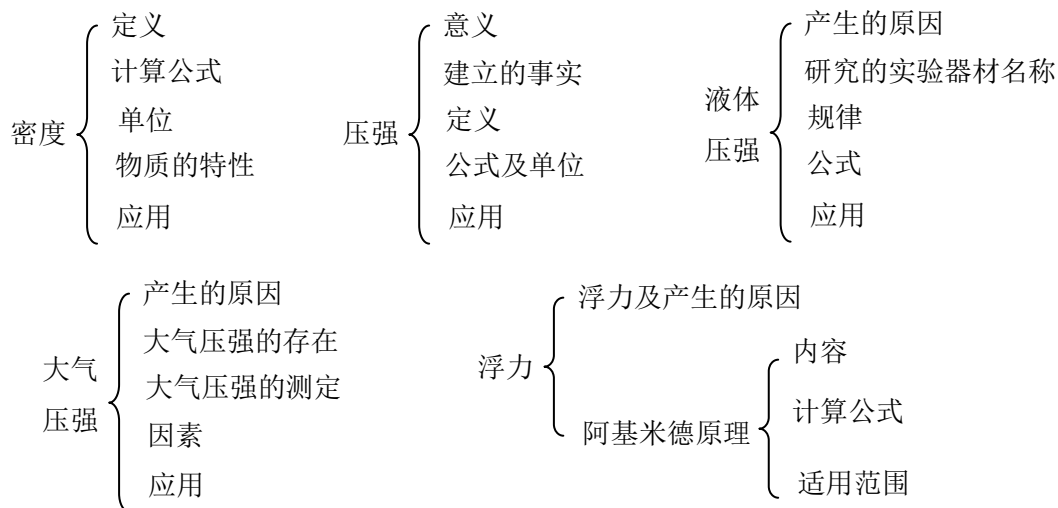 密度
定义
计算公式
单位
物质的特性
应用
压强
意义
建立的事实
定义
公式及单位
应用
液体
压强
产生的原因
研究的实验器材名称
规律
公式
应用
大气
压强
产生的原因
大气压强的存在
大气压强的测定
因素
应用
浮力
浮力及产生的原因
阿基米德原理
内容
计算公式
适用范围